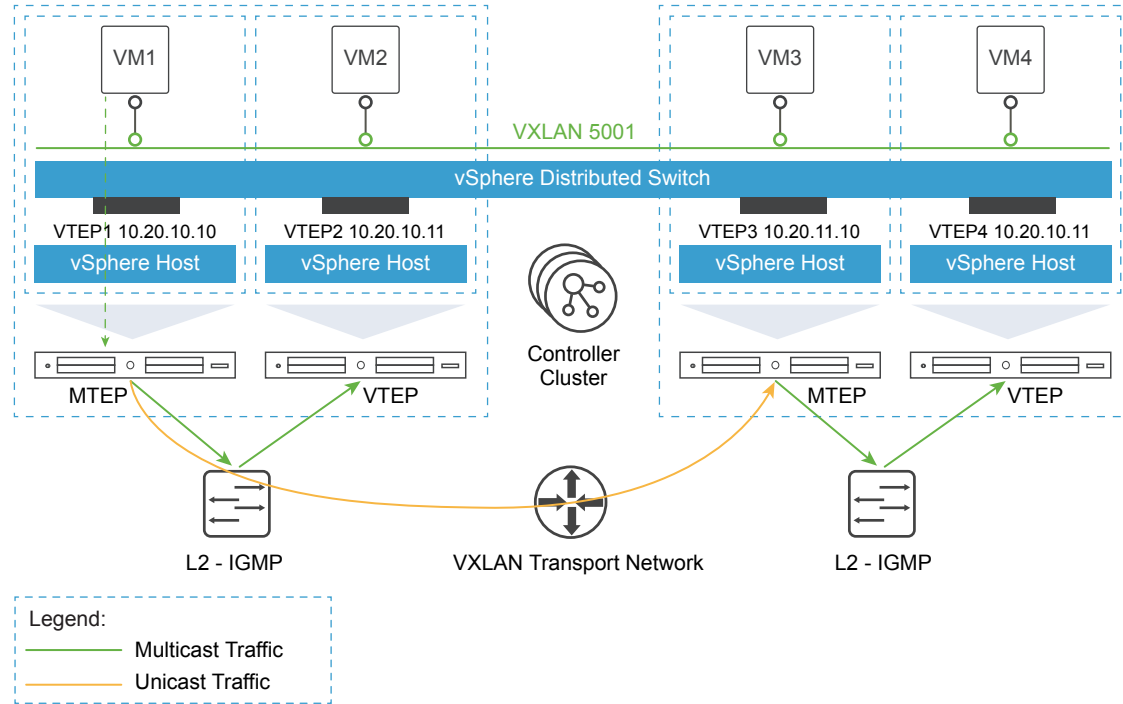 VM1
VM2
VM3
VM4
VXLAN 5001
vSphere Distributed Switch
VTEP1 10.20.10.10
VTEP2 10.20.10.11
VTEP3 10.20.11.10
VTEP4 10.20.10.11
vSphere Host
vSphere Host
vSphere Host
vSphere Host
Controller
Cluster
MTEP
VTEP
MTEP
VTEP
L2 - IGMP
VXLAN Transport Network
L2 - IGMP
Legend:
Multicast Traffic
Unicast Traffic